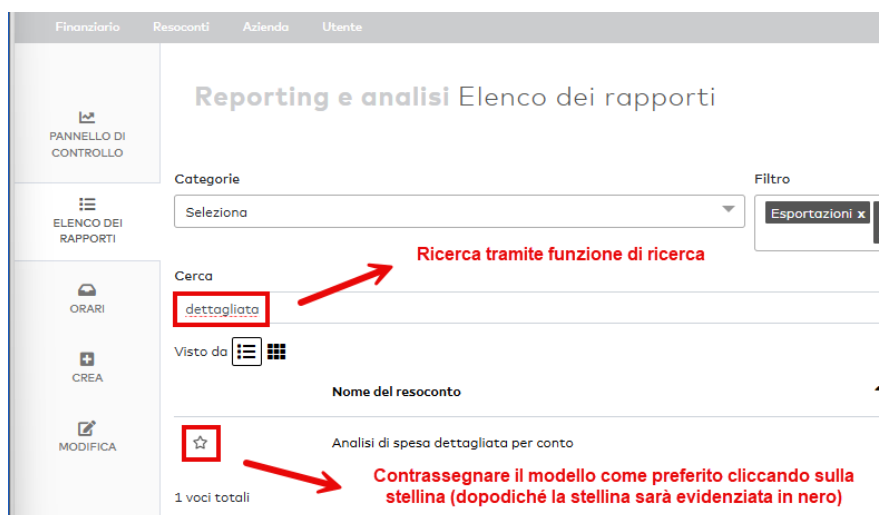 Finanziario Resoconti Azienda Utente
Reporting e analisi Elenco dei rapporti
PANNELLO DI
CONTROLLO
ELENCO DEI
RAPPORTI
ORARI
CREA
MODIFICA
Categorie
Seleziona
Filtro
Esportazioni x
Ricerca tramite funzione di ricerca
Cerca
dettagliata
Visto da
Nome del resoconto
Analisi di spesa dettagliata per conto
Contrassegnare il modello come preferito cliccando sulla
stellina (dopodiché la stellina sarà evidenziata in nero)
1 voci totali